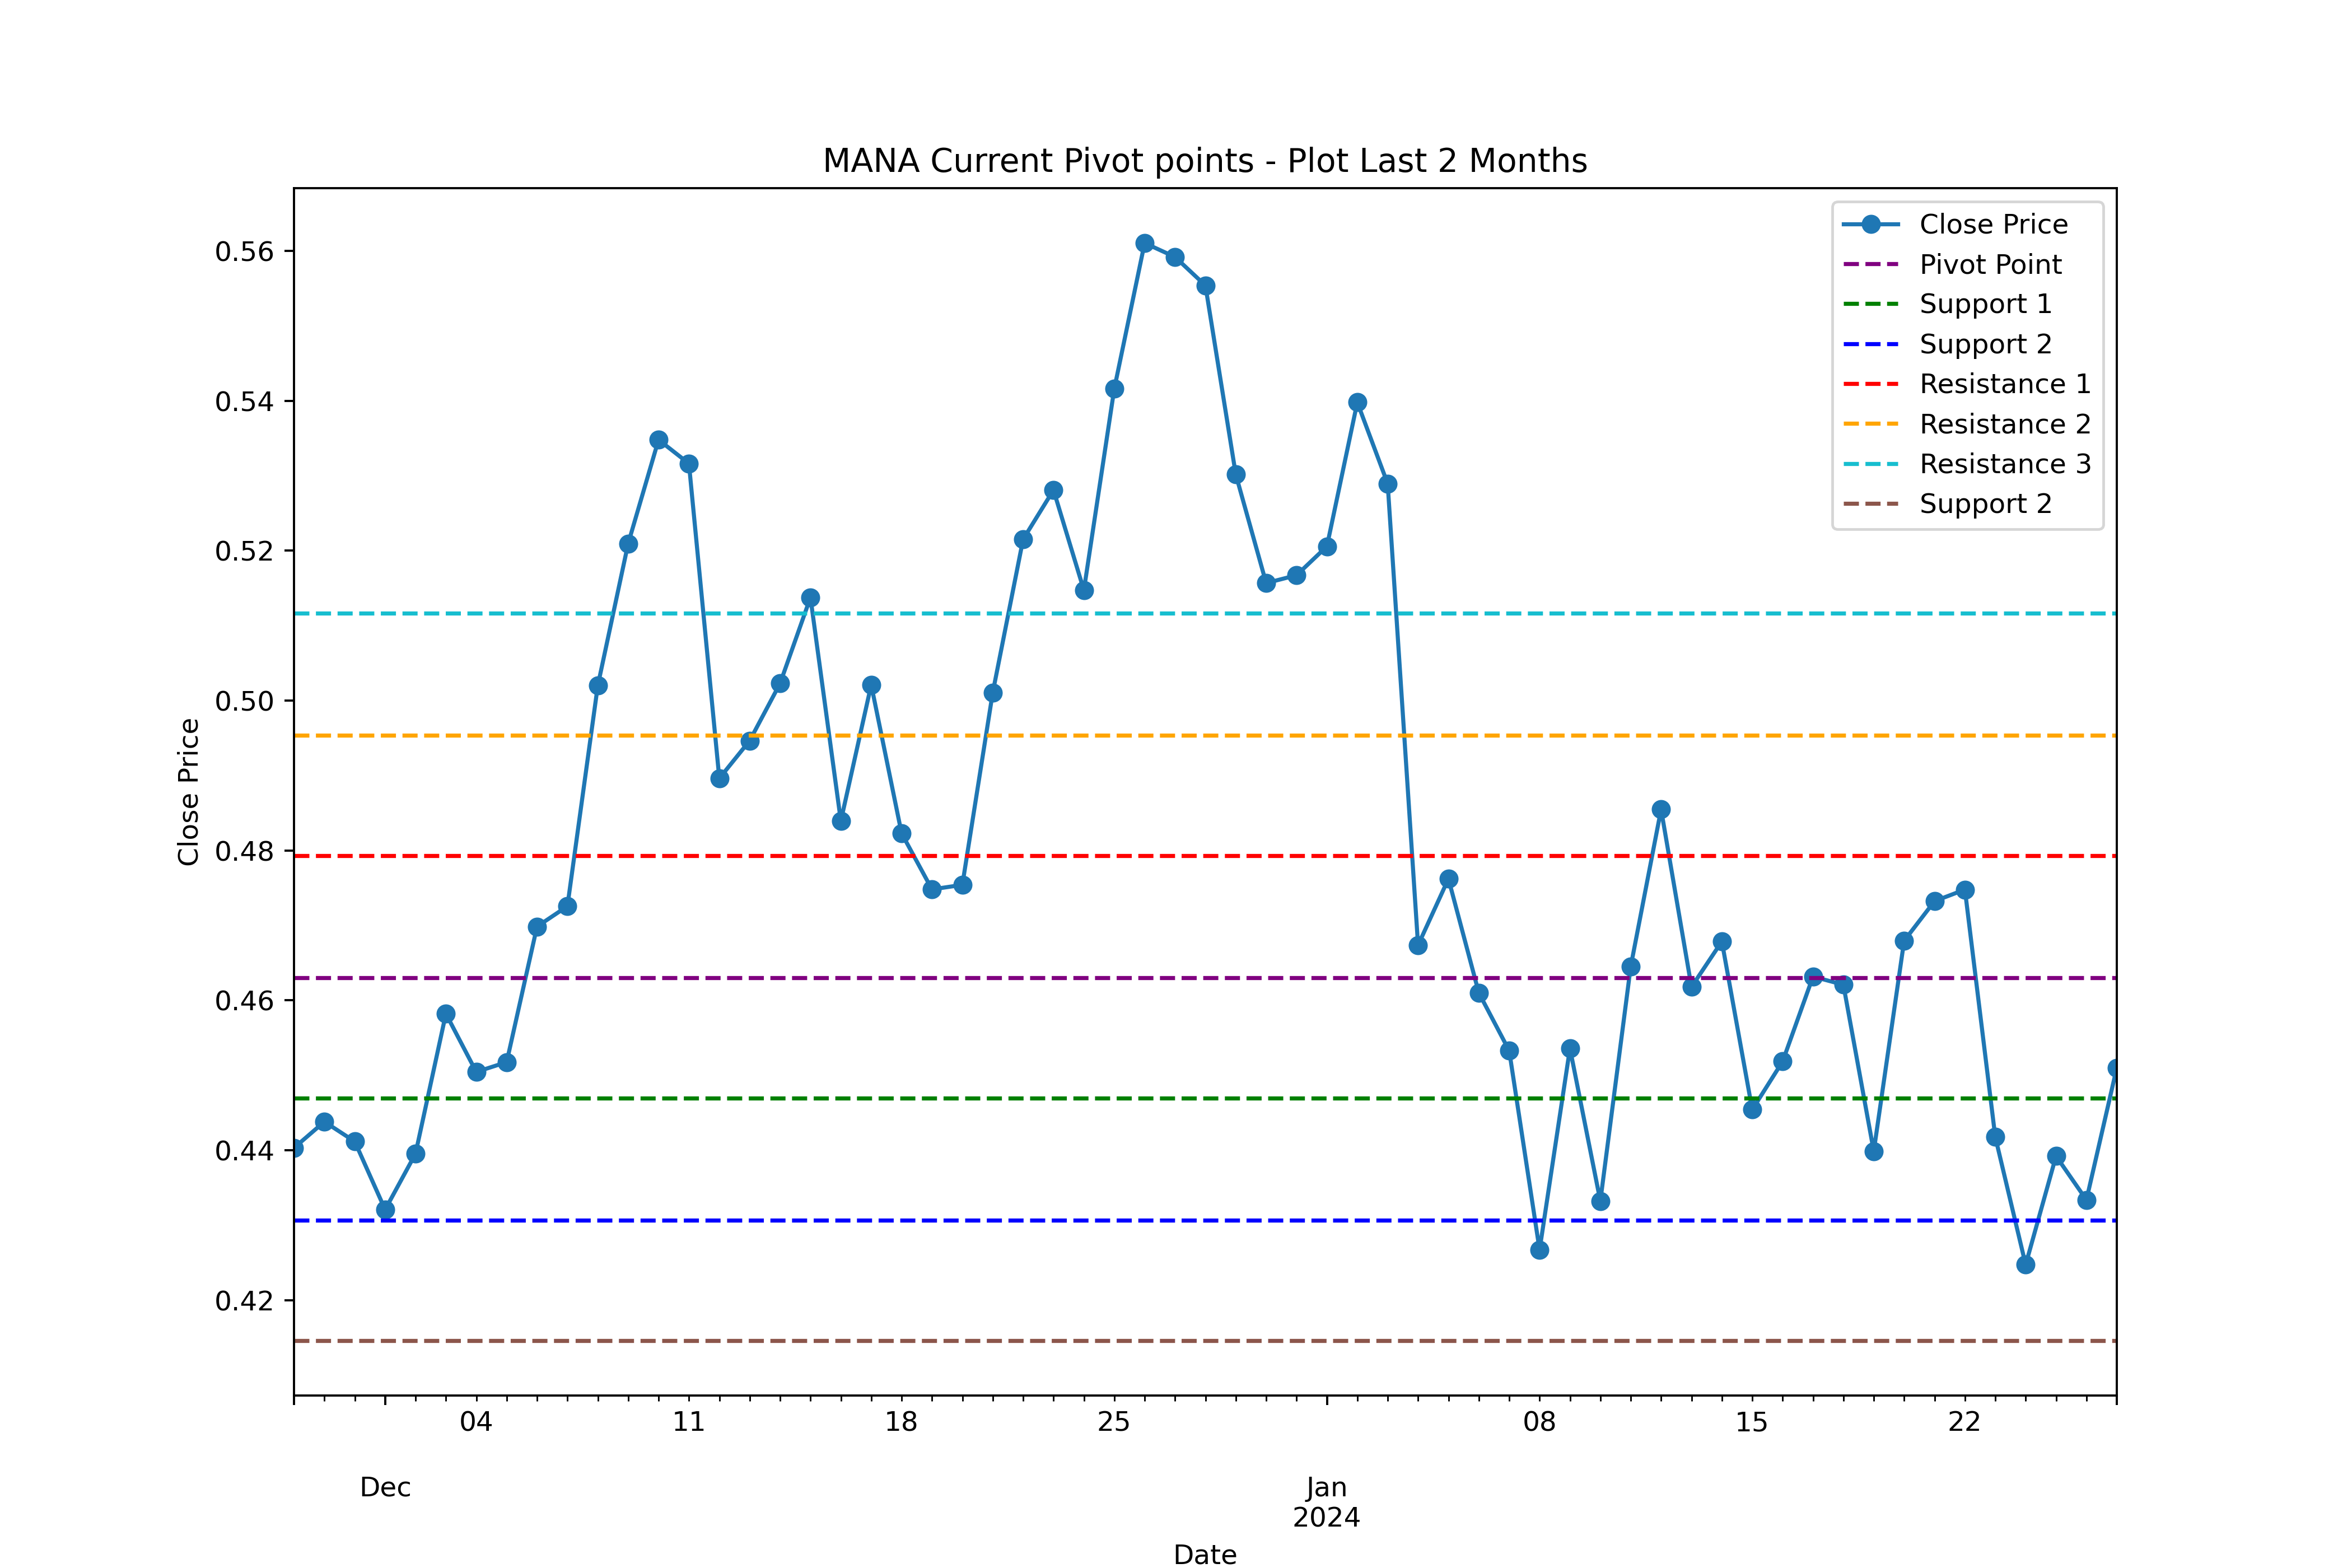 MANA Current Pivot points - Plot Last 2 Months
Close Price
Pivot Point
Support 1
Support 2
Resistance 1
Resistance 2
Resistance 3
Support 2
0.56
0.54
0.52
0.50
0.48
0.46
0.44
0.42
Close Price
04 11 18 25 08 15 22
Dec Jan
2024
Date